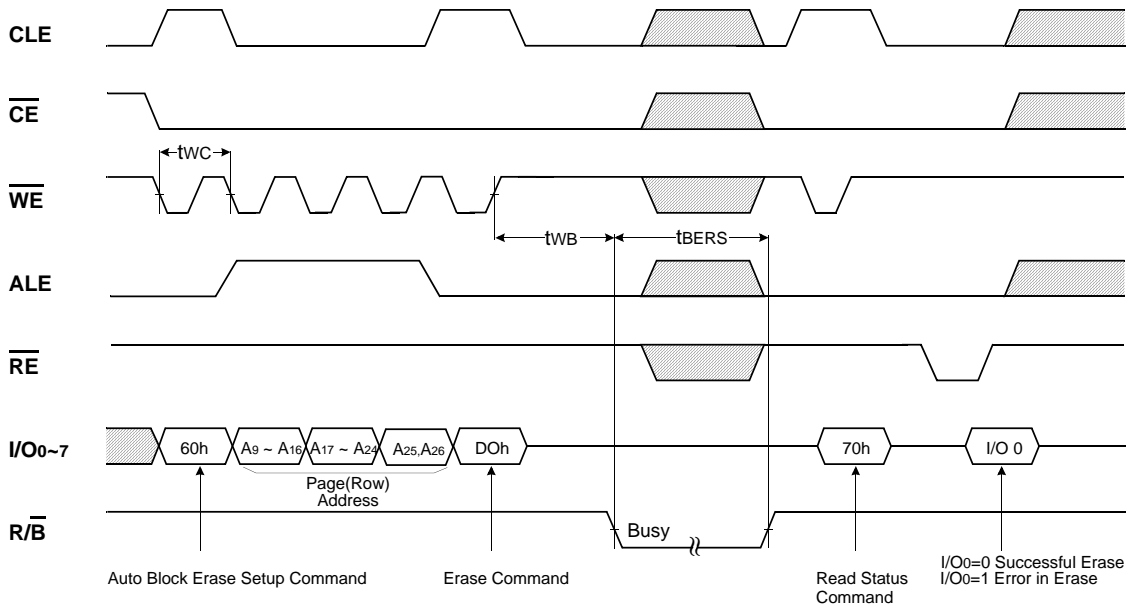 CLE
CE
tWC
WE
tWB
tBERS
ALE
RE
I/O0~7
60h
A9 ~ A16
A17 ~ A24
A25,A26
DOh
70h
I/O 0
Page(Row)
Address
R/B
Busy
Auto Block Erase Setup Command
Erase Command
Read Status
Command
I/O0=0 Successful Erase
I/O0=1 Error in Erase